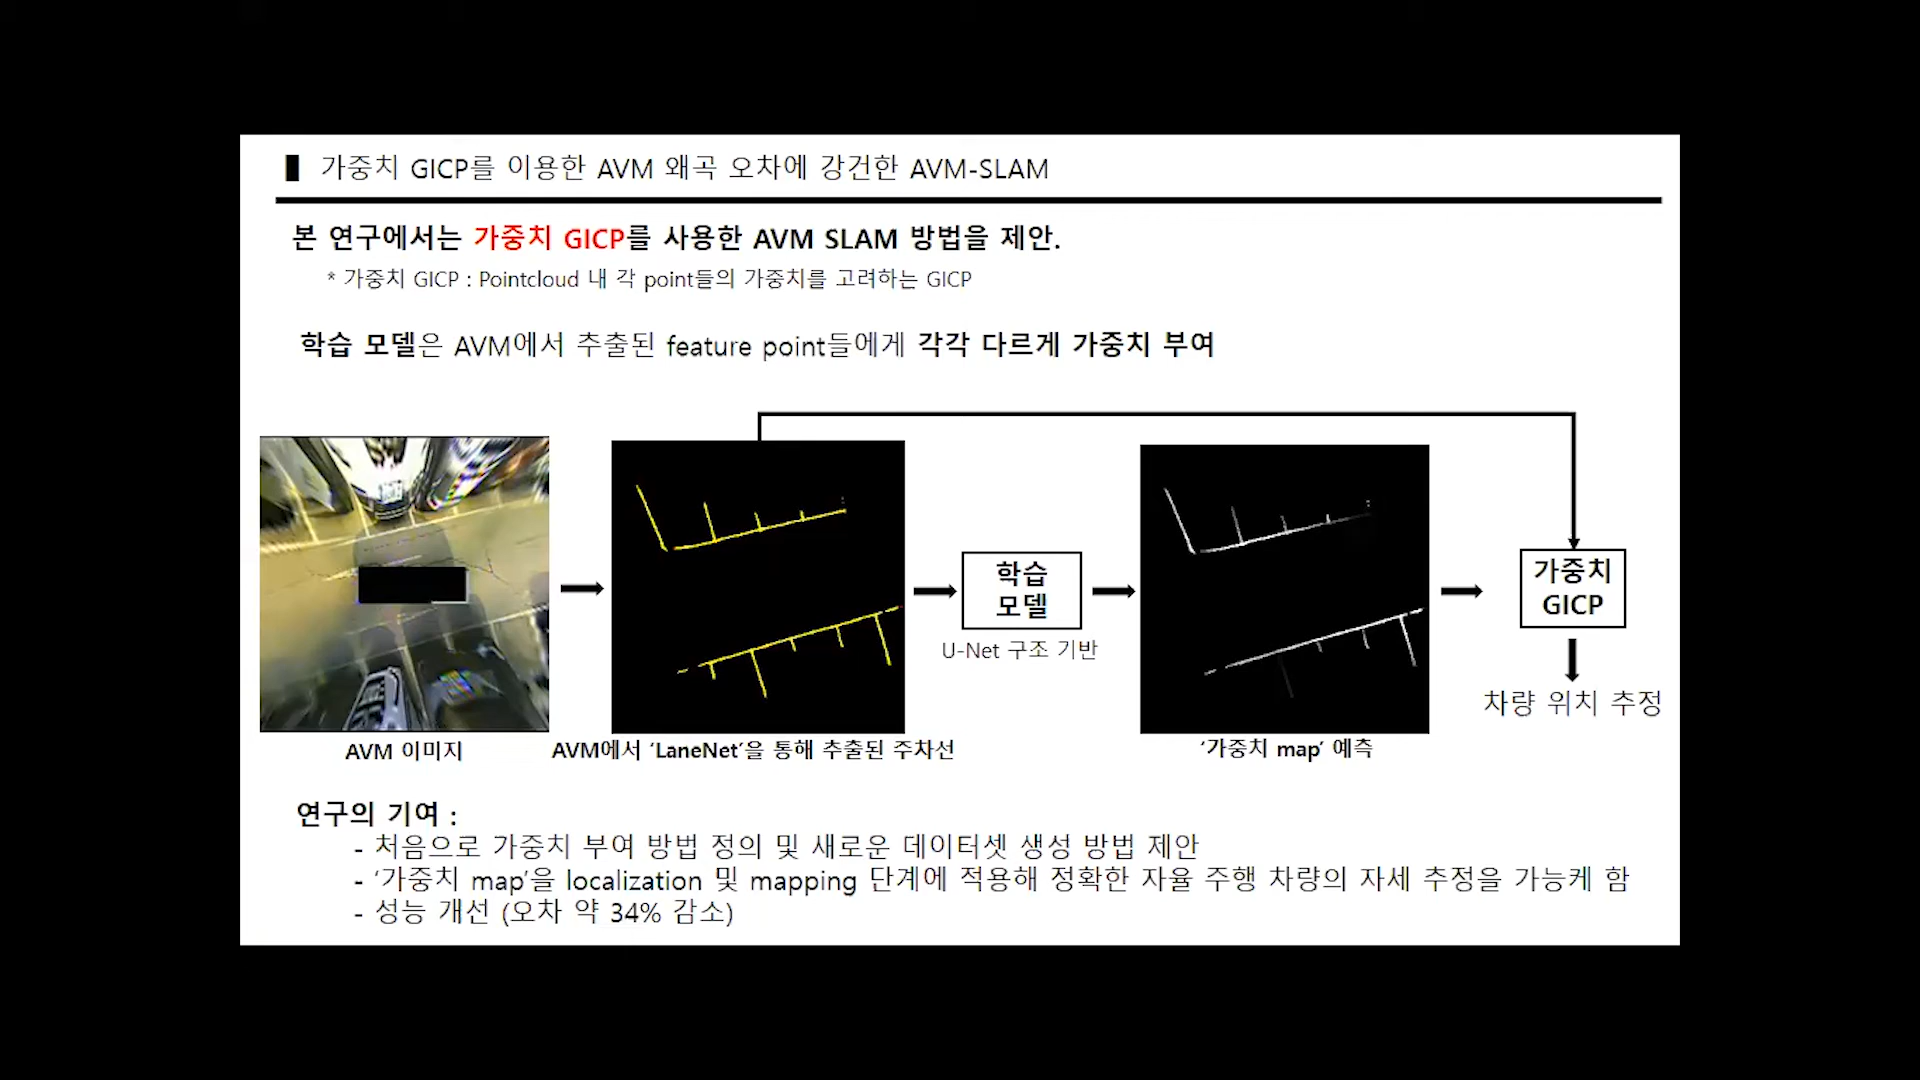 가중치 GICP를 이용한 AVM 왜곡 오차에 강건한 AVM-SLAM
본 연구에서는 가중치 GICP를 사용한 AVM SLAM 방법을 제안.
* 가중치 GICP : Pointcloud 내 각 point들의 가중치를 고려하는 GICP
학습 모델은 AVM에서 추출된 feature point들에게 각각 다르게 가중치 부여
학습
모델
U-Net 구조 기반
가중치
GICP
차량 위치 추정
AVM 이미지
AVM에서 ‘LaneNet’을 통해 추출된 주차선
‘가중치 map’ 예측
연구의 기여 :
- 처음으로 가중치 부여 방법 정의 및 새로운 데이터셋 생성 방법 제안
- ‘가중치 map’을 localization 및 mapping 단계에 적용해 정확한 자율 주행 차량의 자세 추정을 가능케 함
- 성능 개선 (오차 약 34% 감소)